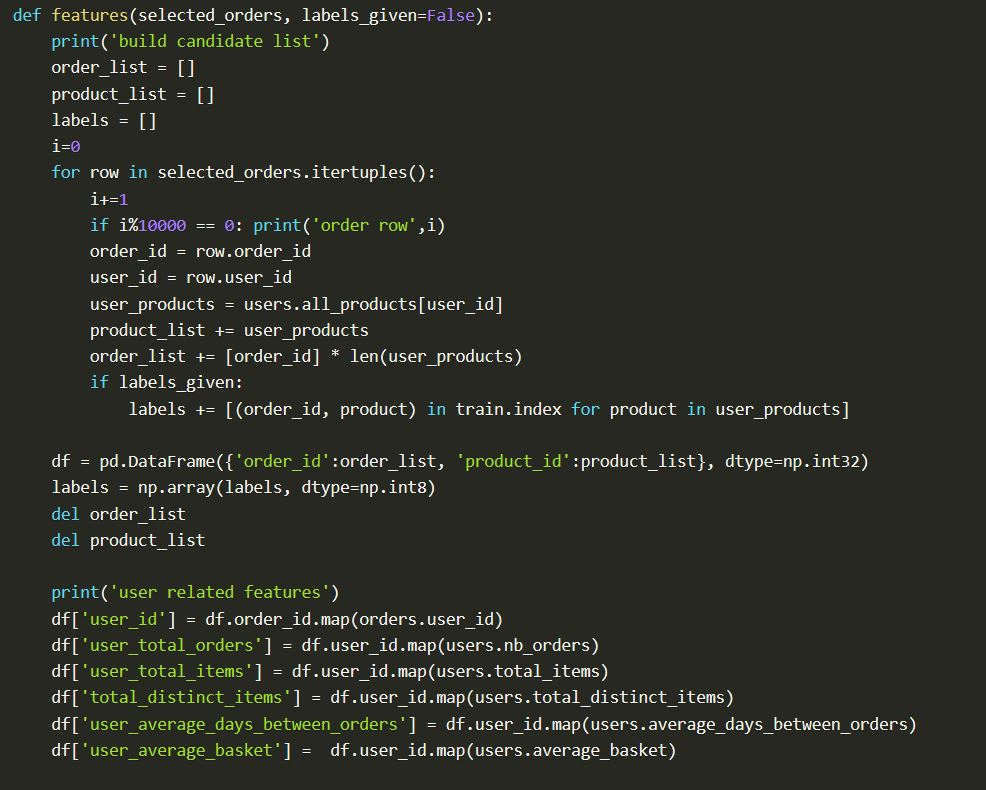 def features(selected_orders, labels_given=False):
    print('build candidate list')
    order_list = []
    product_list = []
    labels = []
    i=0
    for row in selected_orders.itertuples():
        i+=1
        if i%10000 == 0: print('order row',i)
        order_id = row.order_id
        user_id = row.user_id
        user_products = users.all_products[user_id]
        product_list += user_products
        order_list += [order_id] * len(user_products)
        if labels_given:
            labels += [(order_id, product) in train.index for product in user_products]

    df = pd.DataFrame({'order_id':order_list, 'product_id':product_list}, dtype=np.int32)
    labels = np.array(labels, dtype=np.int8)
    del order_list
    del product_list

    print('user related features')
    df['user_id'] = df.order_id.map(orders.user_id)
    df['user_total_orders'] = df.user_id.map(users.nb_orders)
    df['user_total_items'] = df.user_id.map(users.total_items)
    df['total_distinct_items'] = df.user_id.map(users.total_distinct_items)
    df['user_average_days_between_orders'] = df.user_id.map(users.average_days_between_orders)
    df['user_average_basket'] =  df.user_id.map(users.average_basket)